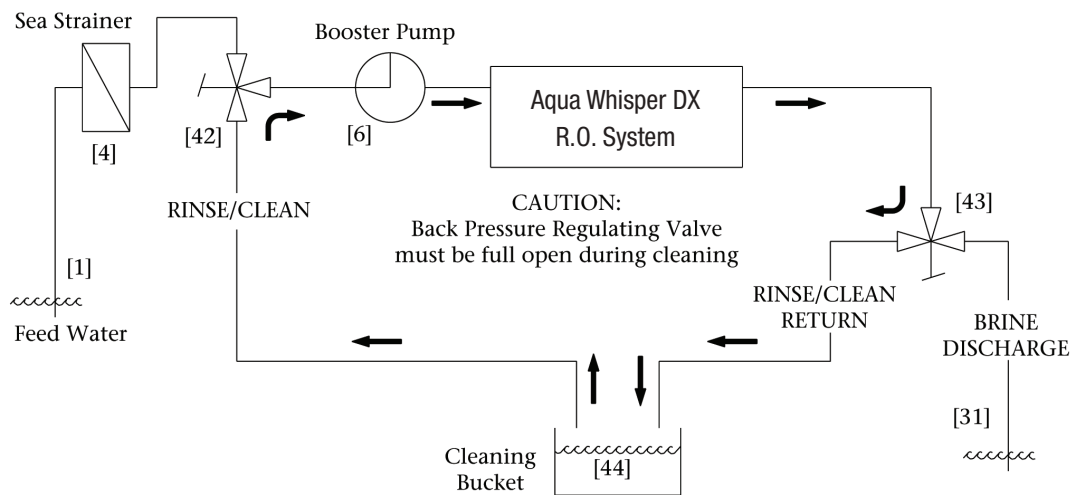 Sea Strainer
Booster Pump
Aqua Whisper DX
R.O. System
[4]
[42]
[6]
RINSE/CLEAN
CAUTION:
Back Pressure Regulating Valve
must be full open during cleaning
[43]
[1]
Feed Water
RINSE/CLEAN
RETURN
BRINE
DISCHARGE
[31]
Cleaning
Bucket
[44]